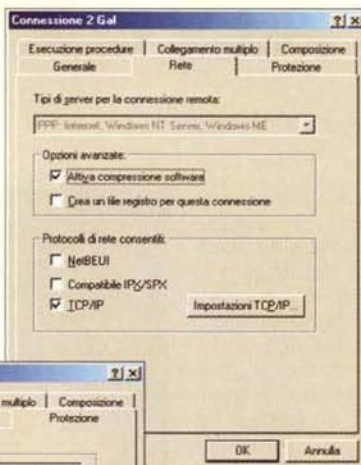 Connessione 2 Gal
Esecuzione procedure Collegamento multiplo Composizione
Generale Rete Protezione
Tipi di server per la connessione remota:
PPP: Internet, Windows NT Server, Windows ME
Opzioni avanzate:
Attiva compressione software
Crea un file registro per questa connessione
Protocolli di rete consentiti:
NetBEUI
Compatibile IPX/SPX
TCP/IP Impostazioni TCP/IP...
multiplo Composizione
Protezione
OK Annulla